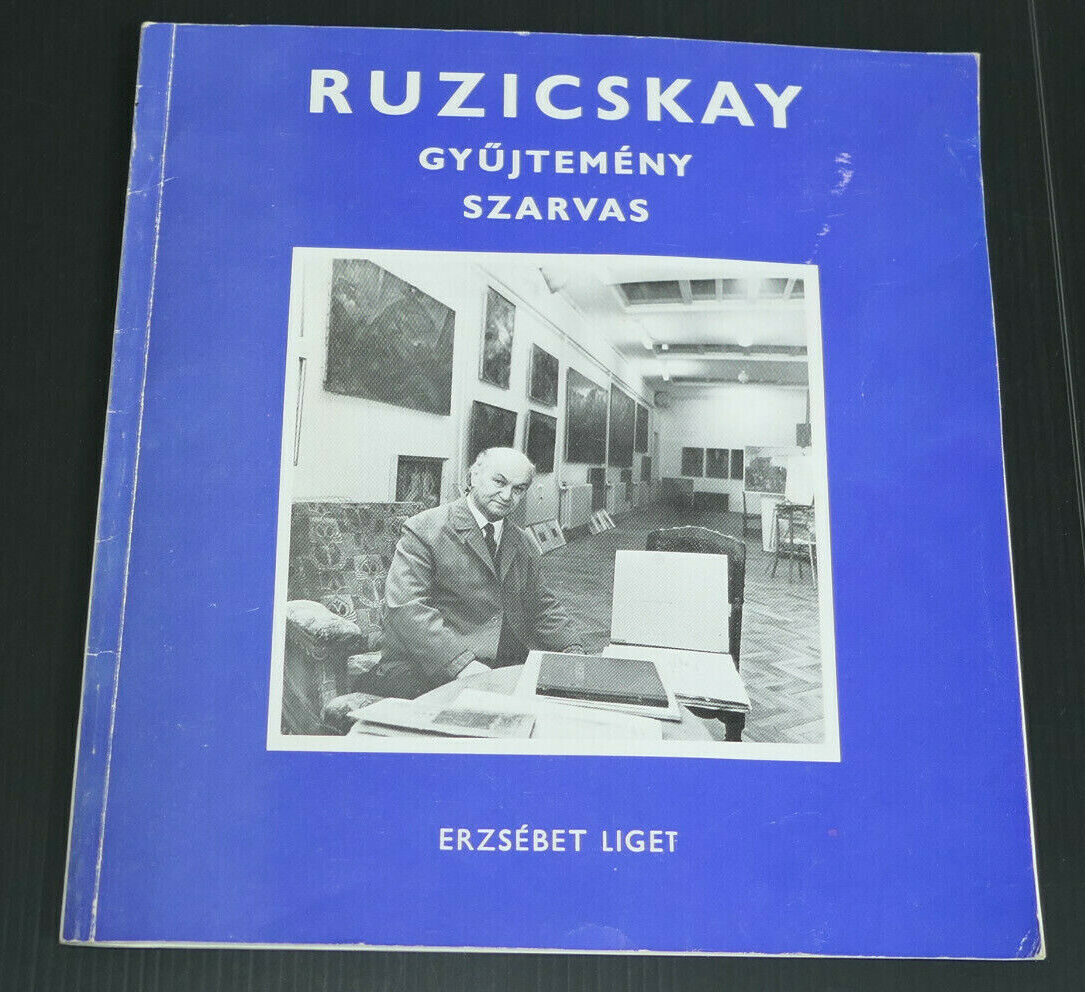 RUZICSKAY
GYŰJTEMÉNY
SZARVAS
ERZSÉBET LIGET